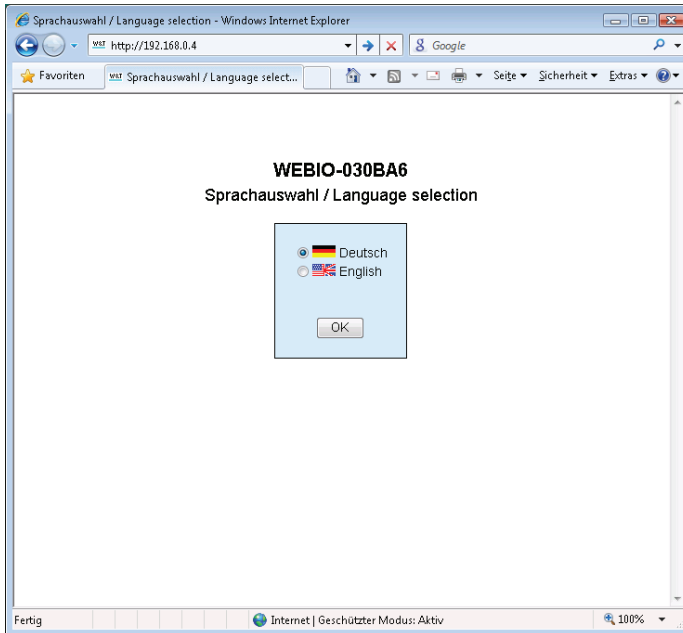 Sprachauswahl / Language selection - Windows Internet Explorer
W&T http://192.168.0.4
Google
Favoriten
W&T Sprachauswahl / Language select...
Seite
Sicherheit
Extras
WEBIO-030BA6
Sprachauswahl / Language selection
Deutsch
English
OK
Fertig
Internet | Geschützter Modus: Aktiv
100%